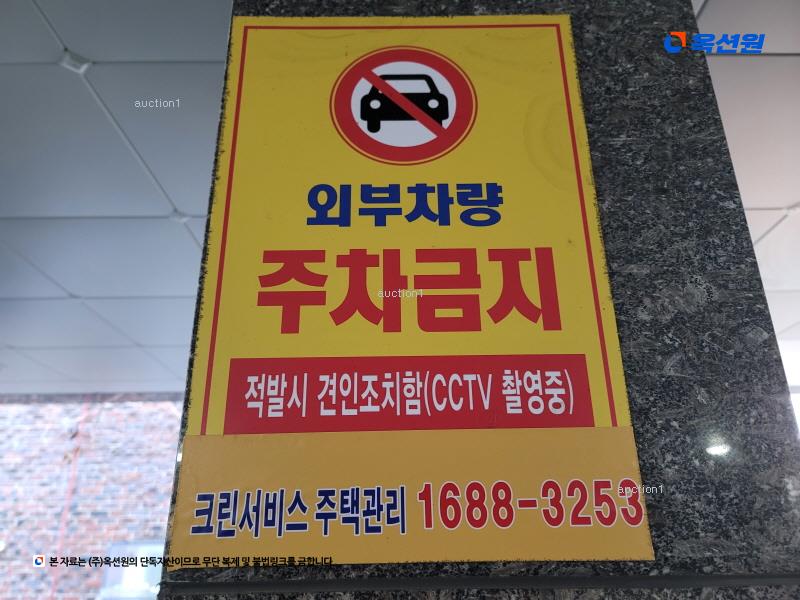 옥션원
auction1
외부차량
주차금지
auction1
적발시 견인조치함(CCTV 촬영중)
크린서비스 주택관리 1688-3253
auction1
본 자료는 (주)옥션원의 단독자산이므로 무단 복제 및 불법링크를 금합니다